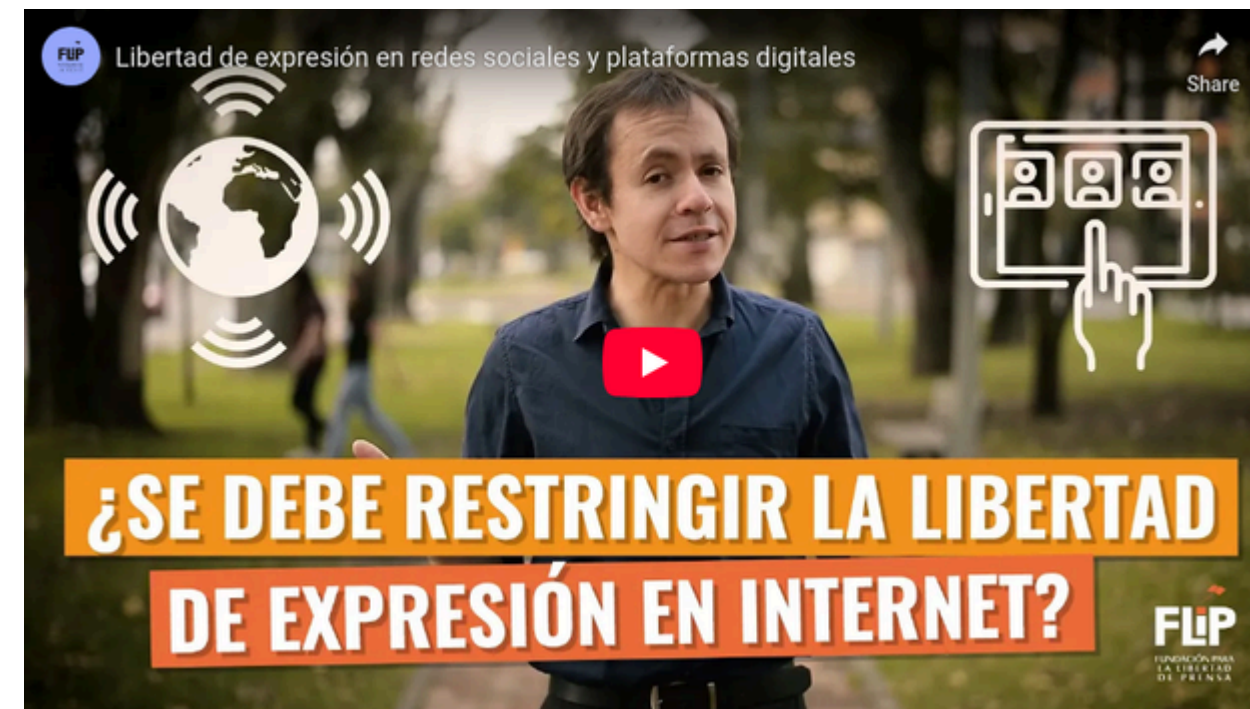 FLiP
Libertad de expresión en redes sociales y plataformas digitales
Share
¿SE DEBE RESTRINGIR LA LIBERTAD
DE EXPRESIÓN EN INTERNET?
FLiP
FUNDACIÓN PARA
LA LIBERTAD
DE PRENSA